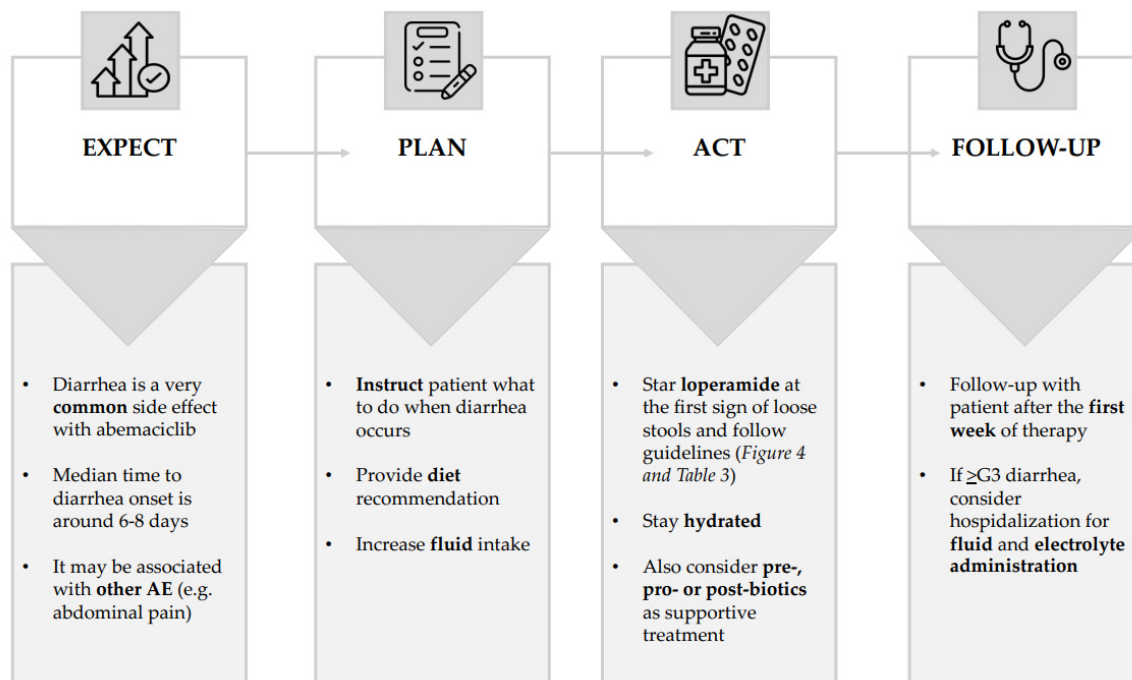 EXPECT
PLAN
ACT
FOLLOW-UP
• Diarrhea is a very
common side effect
with abemaciclib
• Median time to
diarrhea onset is
around 6-8 days
• It may be associated
with other AE (e.g.
abdominal pain)
• Instruct patient what
to do when diarrhea
occurs
• Provide diet
recommendation
• Increase fluid intake
• Star loperamide at
the first sign of loose
stools and follow
guidelines (Figure 4
and Table 3)
• Stay hydrated
• Also consider pre-,
pro- or post-biotics
as supportive
treatment
• Follow-up with
patient after the first
week of therapy
• If ≥G3 diarrhea,
consider
hospidalization for
fluid and electrolyte
administration